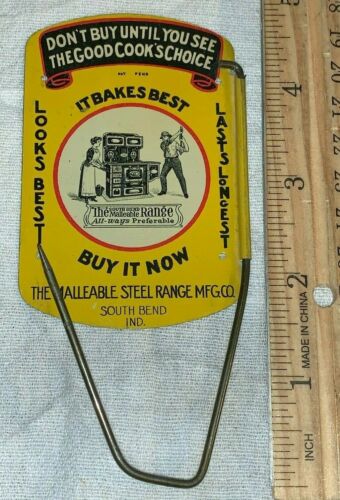 DON'T BUY UNTIL YOU SEE
THE GOOD COOK'S CHOICE
PAT PEND
IT BAKES BEST
LOOKS BEST
LASTS LONGEST
The SOUTH BEND
Malleable Range
All-ways Preferable
BUY IT NOW
THE MALLEABLE STEEL RANGE MFG.CO.
SOUTH BEND
IND.
1 2 3 4 5
INCH
MADE IN CHINA